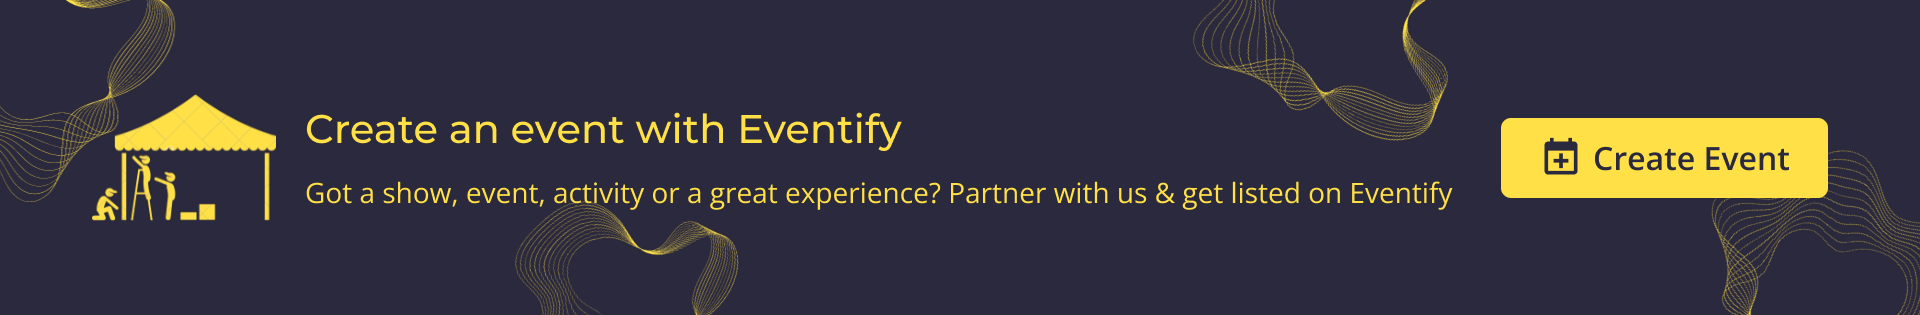 Create an event with Eventify
Got a show, event, activity or a great experience? Partner with us & get listed on Eventify
Create Event